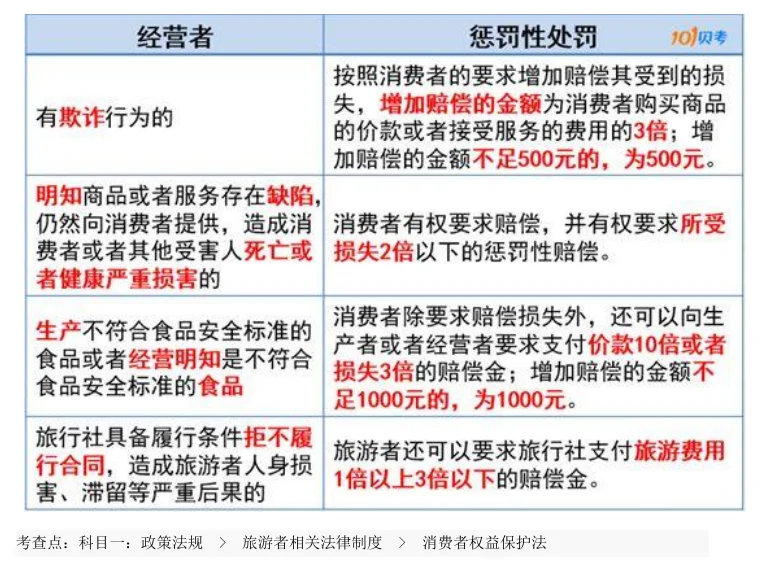 经营者
惩罚性处罚
101贝考
有欺诈行为的
按照消费者的要求增加赔偿其受到的损
失，增加赔偿的金额为消费者购买商品
的价款或者接受服务的费用的3倍；增
加赔偿的金额不足500元的，为500元。
明知商品或者服务存在缺陷，
仍然向消费者提供，造成消
费者或者其他受害人死亡或
者健康严重损害的
消费者有权要求赔偿，并有权要求所受
损失2倍以下的惩罚性赔偿。
生产不符合食品安全标准的
食品或者经营明知是不符合
食品安全标准的食品
消费者除要求赔偿损失外，还可以向生
产者或者经营者要求支付价款10倍或者
损失3倍的赔偿金；增加赔偿的金额不
足1000元的，为1000元。
旅行社具备履行条件拒不履
行合同，造成旅游者人身损
害、滞留等严重后果的
旅游者还可以要求旅行社支付旅游费用
1倍以上3倍以下的赔偿金。
考查点：科目一：政策法规 > 旅游者相关法律制度 > 消费者权益保护法